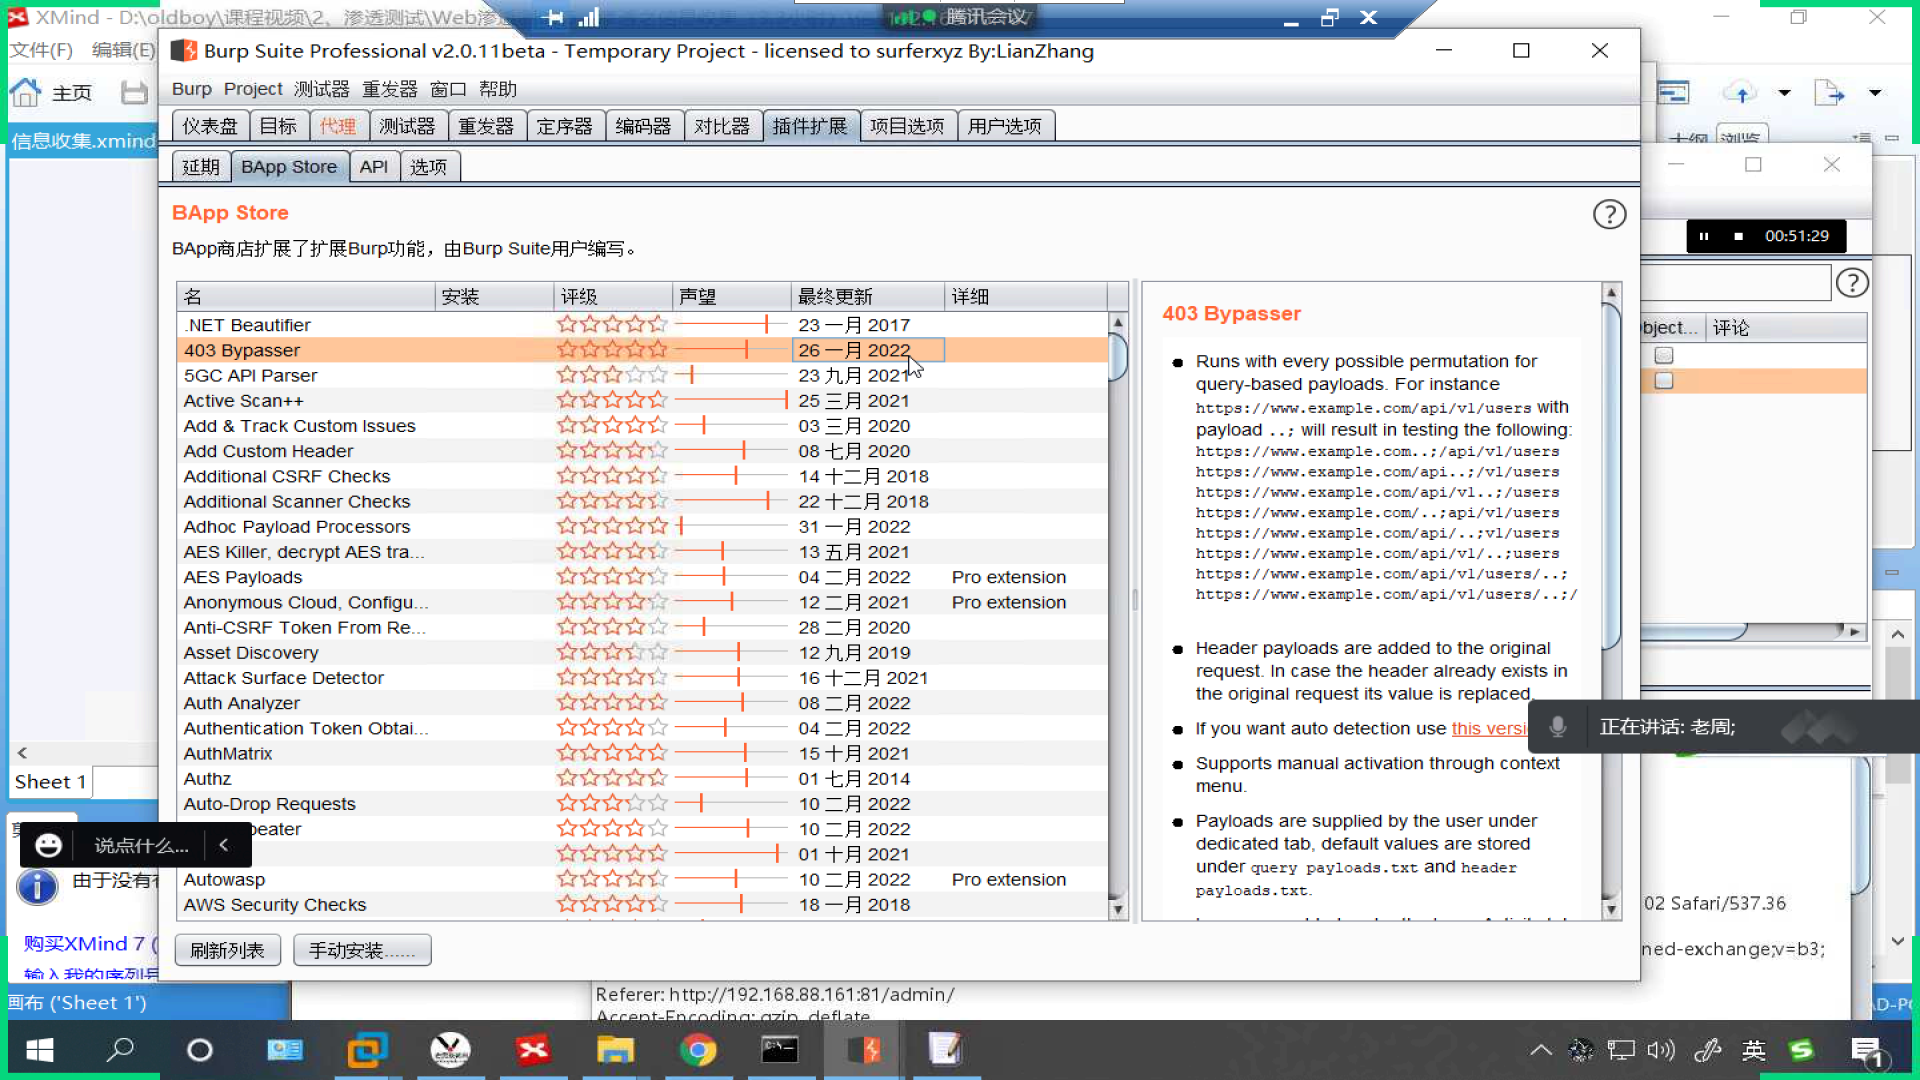 XMind - D:\oldboy\课程视频\2、渗透测试\Web渗透
腾讯会议
文件(F) 编辑(E)
Burp Suite Professional v2.0.11beta - Temporary Project - licensed to surferxyz By:LianZhang
主页
Burp Project 测试器 重发器 窗口 帮助
仪表盘 目标 代理 测试器 重发器 定序器 编码器 对比器 插件扩展 项目选项 用户选项
信息收集.xmind
大纲 浏览
延期 BApp Store API 选项
BApp Store
00:51:29
BApp商店扩展了扩展Burp功能，由Burp Suite用户编写。
名 安装 评级 声望 最终更新 详细
.NET Beautifier 23 一月 2017
403 Bypasser 26 一月 2022
5GC API Parser 23 九月 2021
Active Scan++ 25 三月 2021
Add & Track Custom Issues 03 三月 2020
Add Custom Header 08 七月 2020
Additional CSRF Checks 14 十二月 2018
Additional Scanner Checks 22 十二月 2018
Adhoc Payload Processors 31 一月 2022
AES Killer, decrypt AES tra... 13 五月 2021
AES Payloads 04 二月 2022 Pro extension
Anonymous Cloud, Configu... 12 二月 2021 Pro extension
Anti-CSRF Token From Re... 28 二月 2020
Asset Discovery 12 九月 2019
Attack Surface Detector 16 十二月 2021
Auth Analyzer 08 二月 2022
Authentication Token Obtai... 04 二月 2022
AuthMatrix 15 十月 2021
Authz 01 七月 2014
Auto-Drop Requests 10 二月 2022
peater 10 二月 2022
01 十月 2021
Autowasp 10 二月 2022 Pro extension
AWS Security Checks 18 一月 2018
刷新列表 手动安装......
403 Bypasser
Runs with every possible permutation for
query-based payloads. For instance
https://www.example.com/api/v1/users with
payload ..; will result in testing the following:
https://www.example.com..;/api/v1/users
https://www.example.com/api..;/v1/users
https://www.example.com/api/v1..;/users
https://www.example.com/..;api/v1/users
https://www.example.com/api/..;v1/users
https://www.example.com/api/v1/..;users
https://www.example.com/api/v1/users/..;
https://www.example.com/api/v1/users/..;/
Header payloads are added to the original
request. In case the header already exists in
the original request its value is replaced.
If you want auto detection use this versi
Supports manual activation through context
menu.
Payloads are supplied by the user under
dedicated tab, default values are stored
under query payloads.txt and header
payloads.txt.
bject... 评论
正在讲话: 老周;
Sheet 1
说点什么...
由于没有
购买XMind 7 (
输入我的序列号
画布 ('Sheet 1')
02 Safari/537.36
ned-exchange;v=b3;
Referer: http://192.168.88.161:81/admin/
Accept-Encoding: gzip, deflate
AD-P
英
1